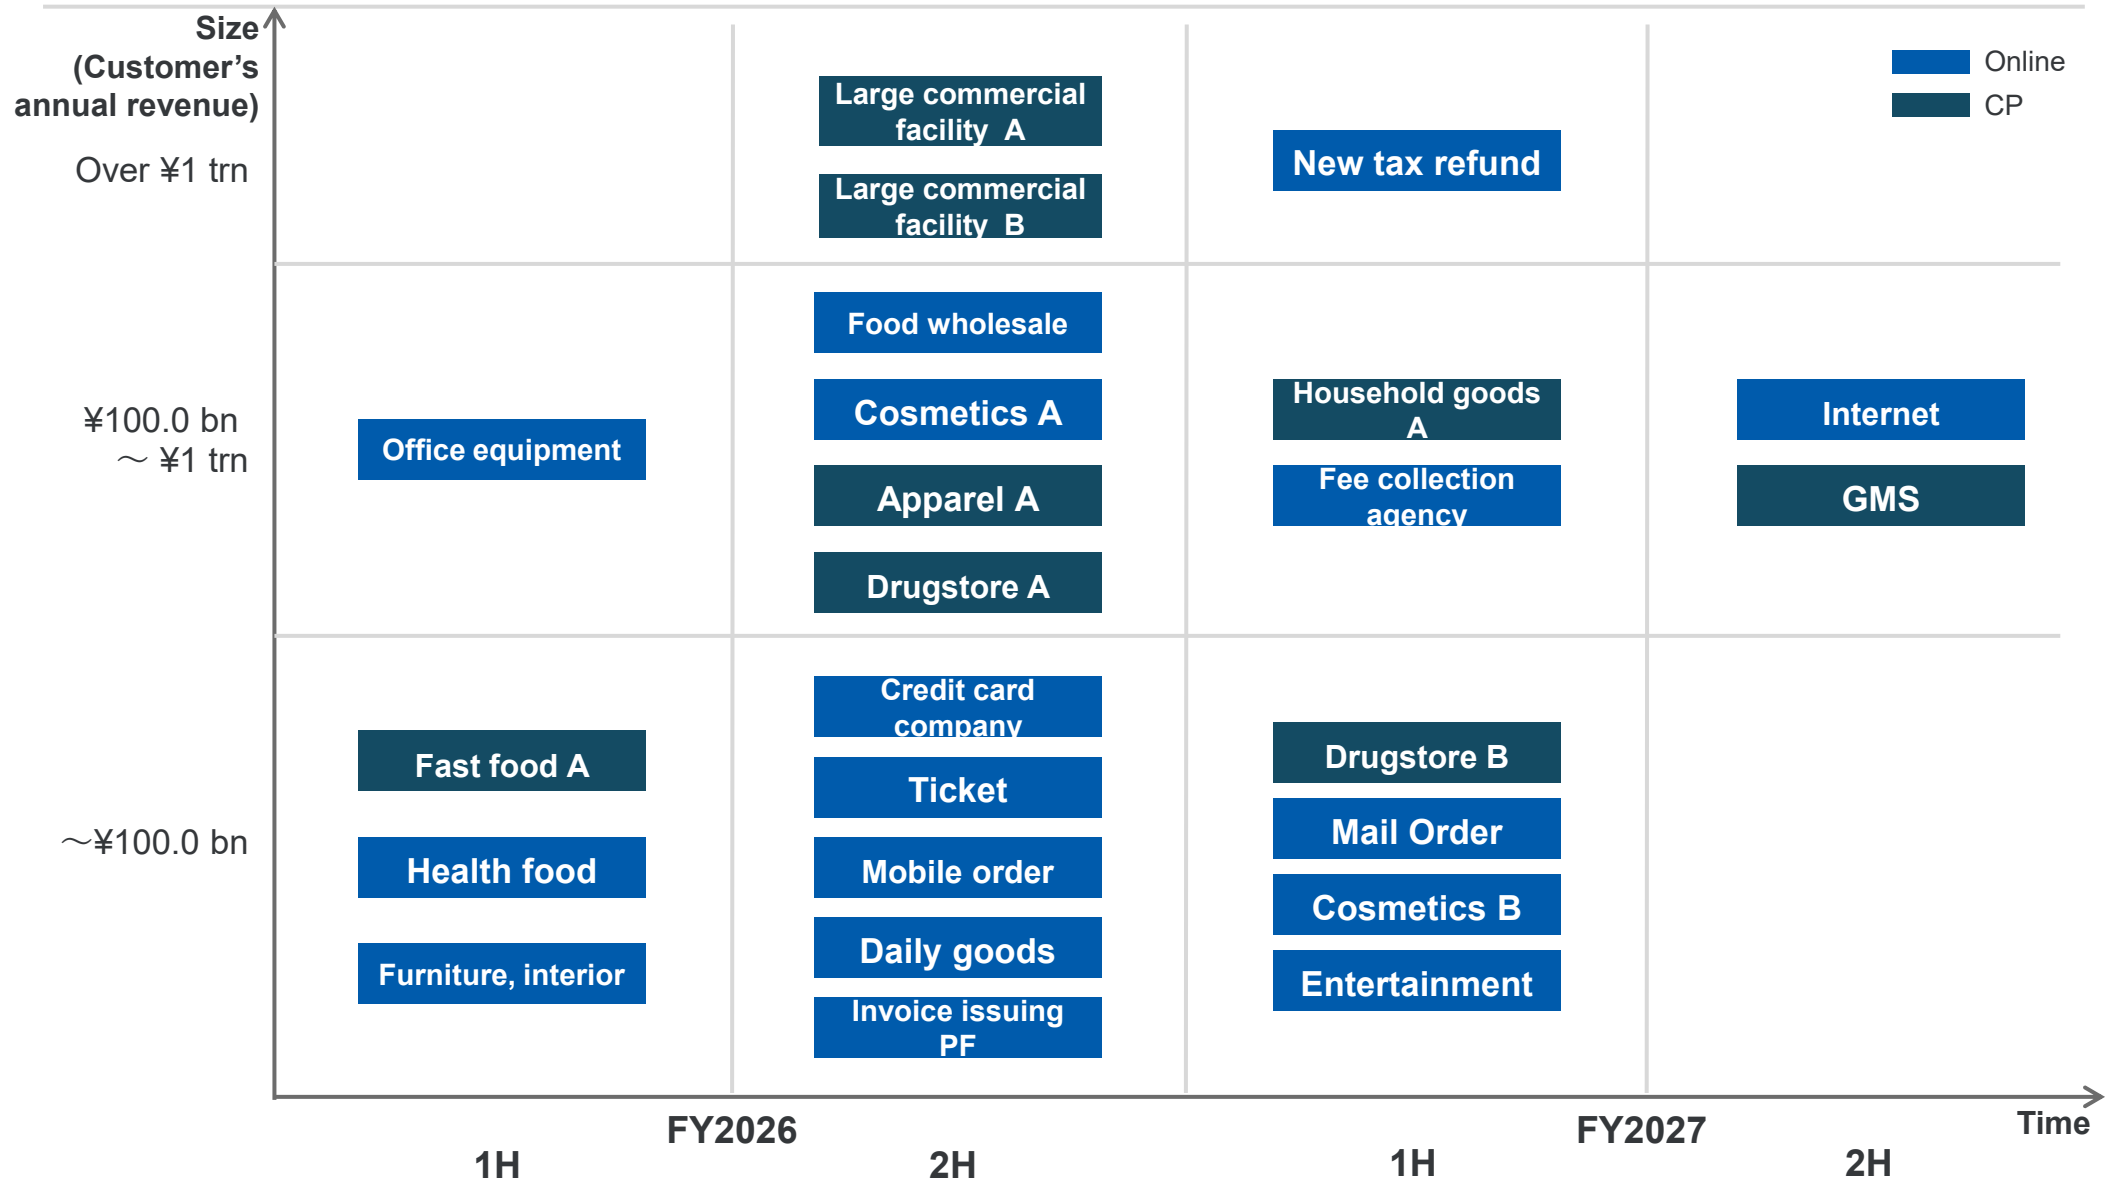 Size
(Customer's
annual revenue)
Online
CP
Over ¥1 trn
Large commercial
facility  A
Large commercial
facility  B
New tax refund
¥100.0 bn
～ ¥1 trn
Office equipment
Food wholesale
Cosmetics A
Apparel A
Drugstore A
Household goods
A
Fee collection
agency
Internet
GMS
～¥100.0 bn
Fast food A
Health food
Furniture, interior
Credit card
company
Ticket
Mobile order
Daily goods
Invoice issuing
PF
Drugstore B
Mail Order
Cosmetics B
Entertainment
FY2026
FY2027
Time
1H
2H
1H
2H